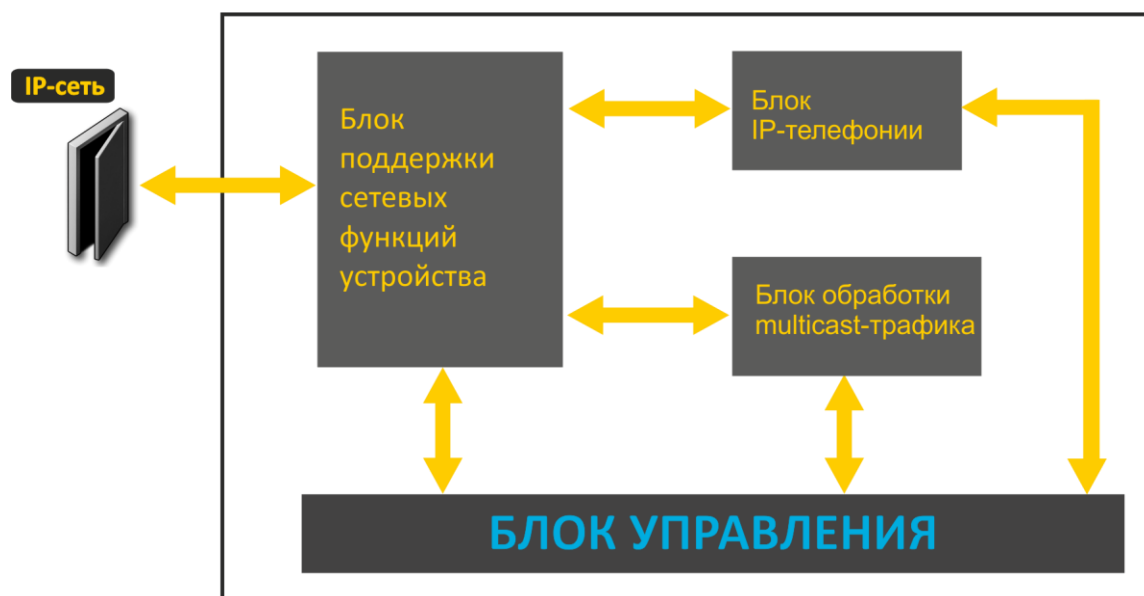 IP-сеть
Блок
поддержки
сетевых
функций
устройства
Блок
IP-телефонии
Блок обработки
multicast-трафика
БЛОК УПРАВЛЕНИЯ